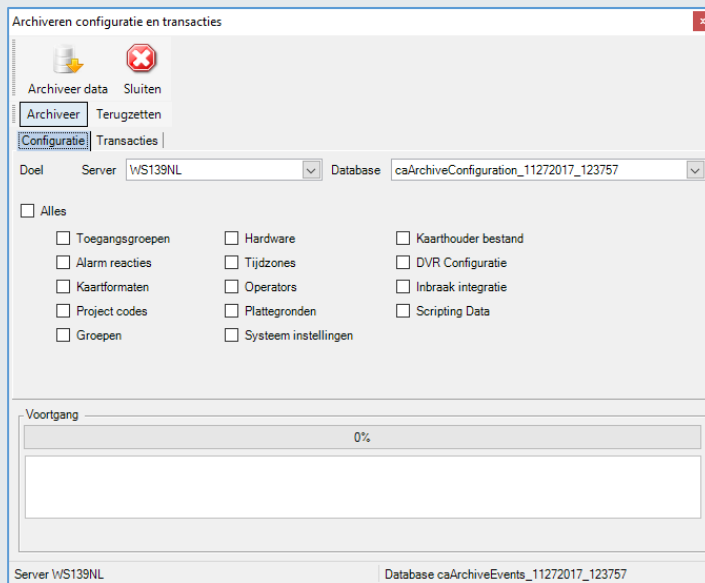 Archiveren configuratie en transacties
x
Archiveer data Sluiten
Archiveer Terugzetten
Configuratie Transacties
Doel Server WS139NL Database caArchiveConfiguration_11272017_123757
Alles
Toegangsgroepen Hardware Kaarthouder bestand
Alarm reacties Tijdzones DVR Configuratie
Kaartformaten Operators Inbraak integratie
Project codes Plattegronden Scripting Data
Groepen Systeem instellingen
Voortgang
0%
Server WS139NL Database caArchiveEvents_11272017_123757